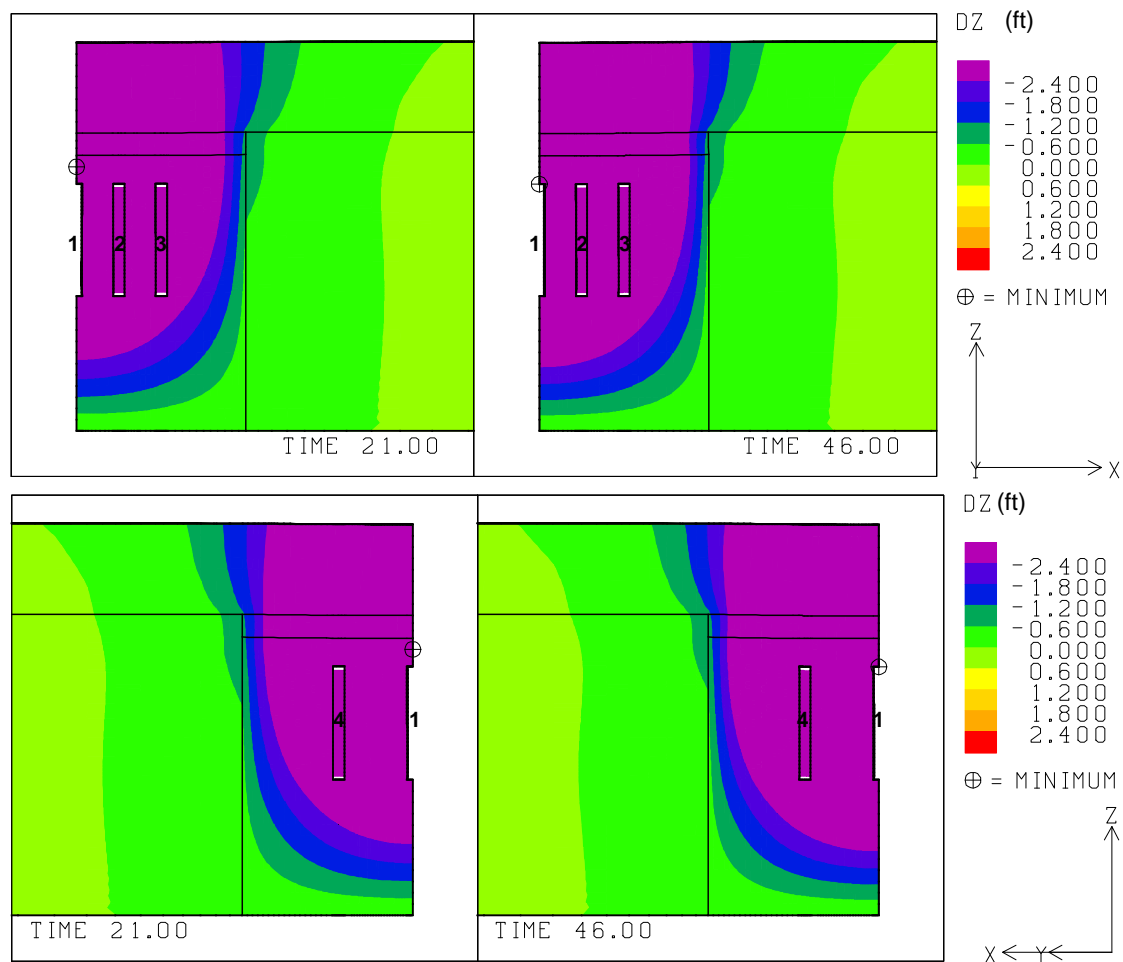 DZ (ft)
-2.400
-1.800
-1.200
-0.600
0.000
0.600
1.200
1.800
2.400
⊕ = MINIMUM
1 2 3
1 2 3
TIME 21.00
TIME 46.00
Z
Y
X
DZ (ft)
-2.400
-1.800
-1.200
-0.600
0.000
0.600
1.200
1.800
2.400
⊕ = MINIMUM
4 1
4 1
TIME 21.00
TIME 46.00
Z
X Y